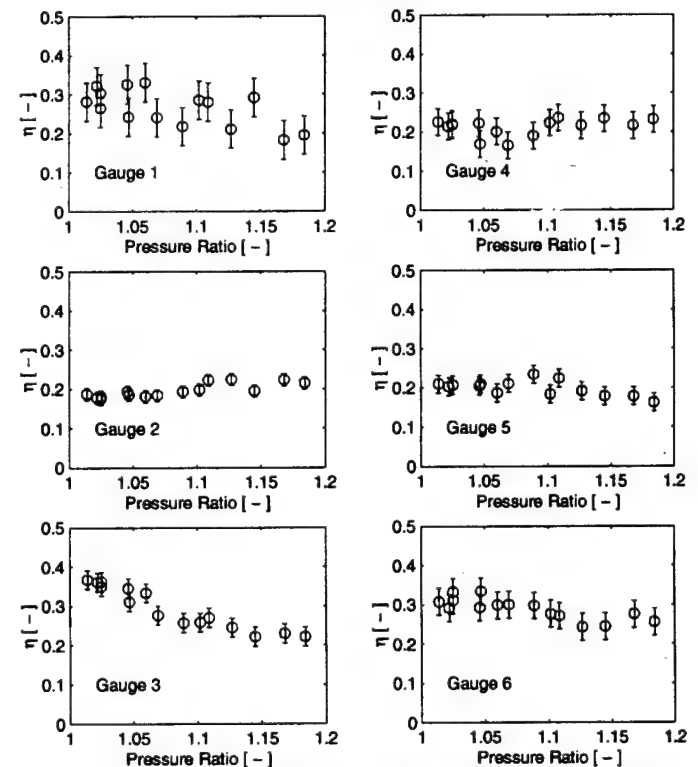 0.5
0.4
0.3
0.2
0.1
0
η [ - ]
Gauge 1
1 1.05 1.1 1.15 1.2
Pressure Ratio [ - ]
0.5
0.4
0.3
0.2
0.1
0
η [ - ]
Gauge 4
1 1.05 1.1 1.15 1.2
Pressure Ratio [ - ]
0.5
0.4
0.3
0.2
0.1
0
η [ - ]
Gauge 2
1 1.05 1.1 1.15 1.2
Pressure Ratio [ - ]
0.5
0.4
0.3
0.2
0.1
0
η [ - ]
Gauge 5
1 1.05 1.1 1.15 1.2
Pressure Ratio [ - ]
0.5
0.4
0.3
0.2
0.1
0
η [ - ]
Gauge 3
1 1.05 1.1 1.15 1.2
Pressure Ratio [ - ]
0.5
0.4
0.3
0.2
0.1
0
η [ - ]
Gauge 6
1 1.05 1.1 1.15 1.2
Pressure Ratio [ - ]